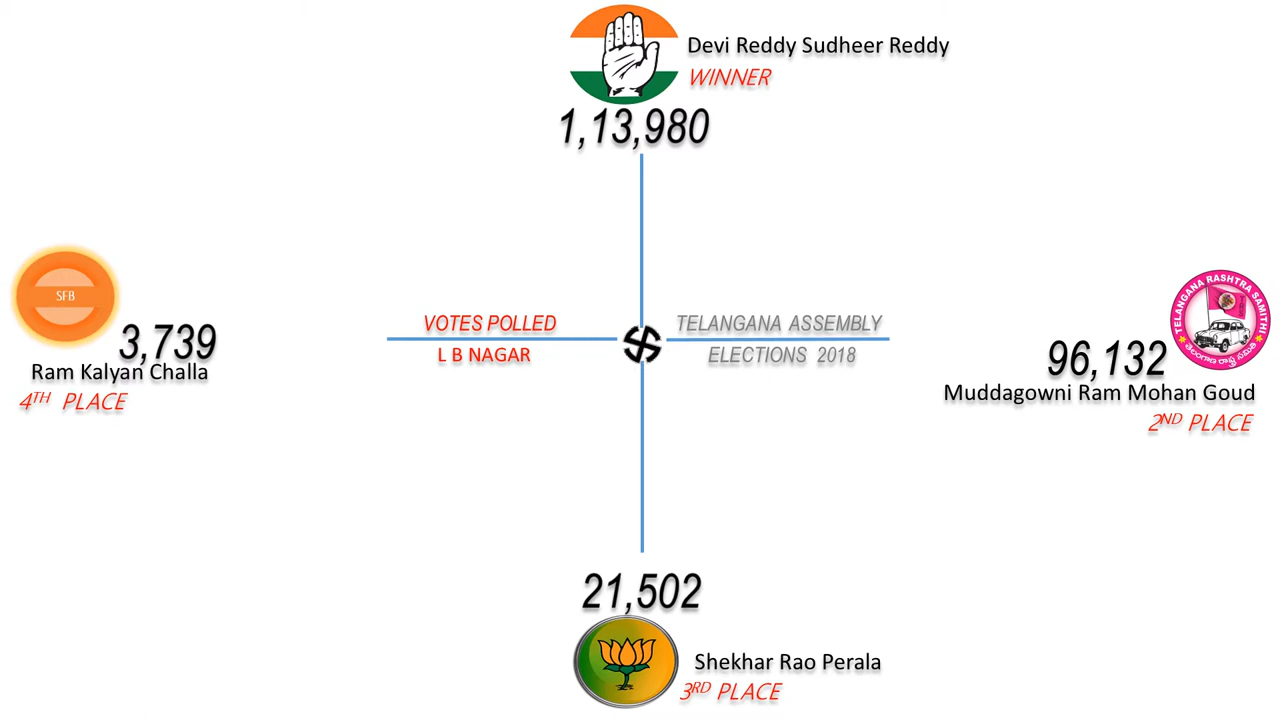 Devi Reddy Sudheer Reddy
WINNER
1,13,980
SFB
3,739
Ram Kalyan Challa
4TH PLACE
VOTES POLLED
L B NAGAR
TELANGANA ASSEMBLY
ELECTIONS 2018
TELANGANA RASHTRA SAMITHI
తెలంగాణ రాష్ట్ర సమితి
96,132
Muddagowni Ram Mohan Goud
2ND PLACE
21,502
Shekhar Rao Perala
3RD PLACE